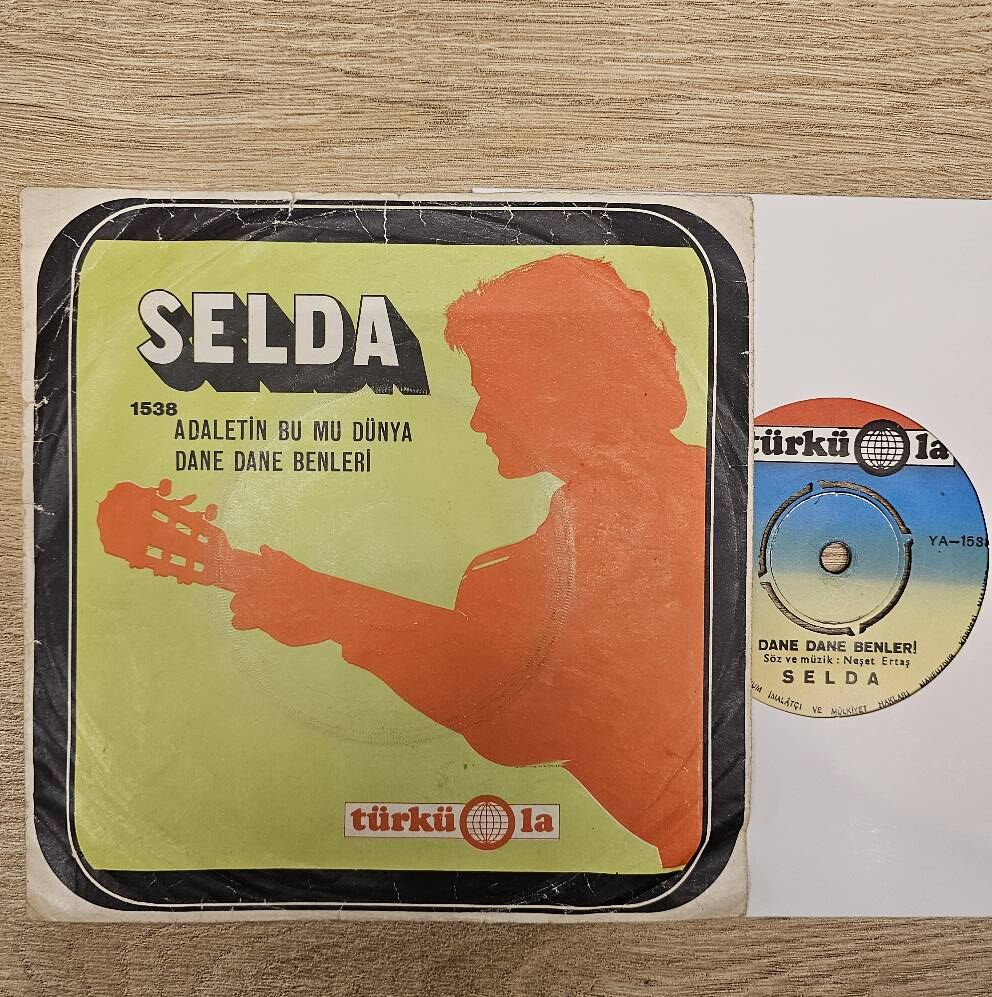 SELDA
1538
ADALETİN BU MU DÜNYA
DANE DANE BENLERİ
türkü la
türkü la
YA-153
DANE DANE BENLERİ
Söz ve müzik : Neşet Ertaş
SELDA
İMALÂTÇI VE MÜLKİYET HAKLARI MAHFUZDUR